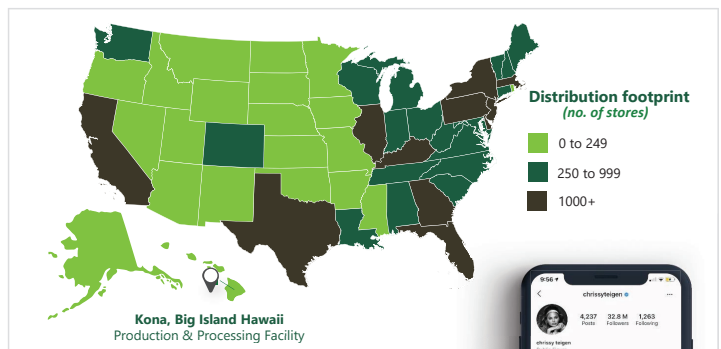 Distribution footprint
(no. of stores)
0 to 249
250 to 999
1000+
Kona, Big Island Hawaii
Production & Processing Facility
9:56
chrissyteigen
4,237 32.8 M 1,263
Posts Followers Following
chrissy teigen